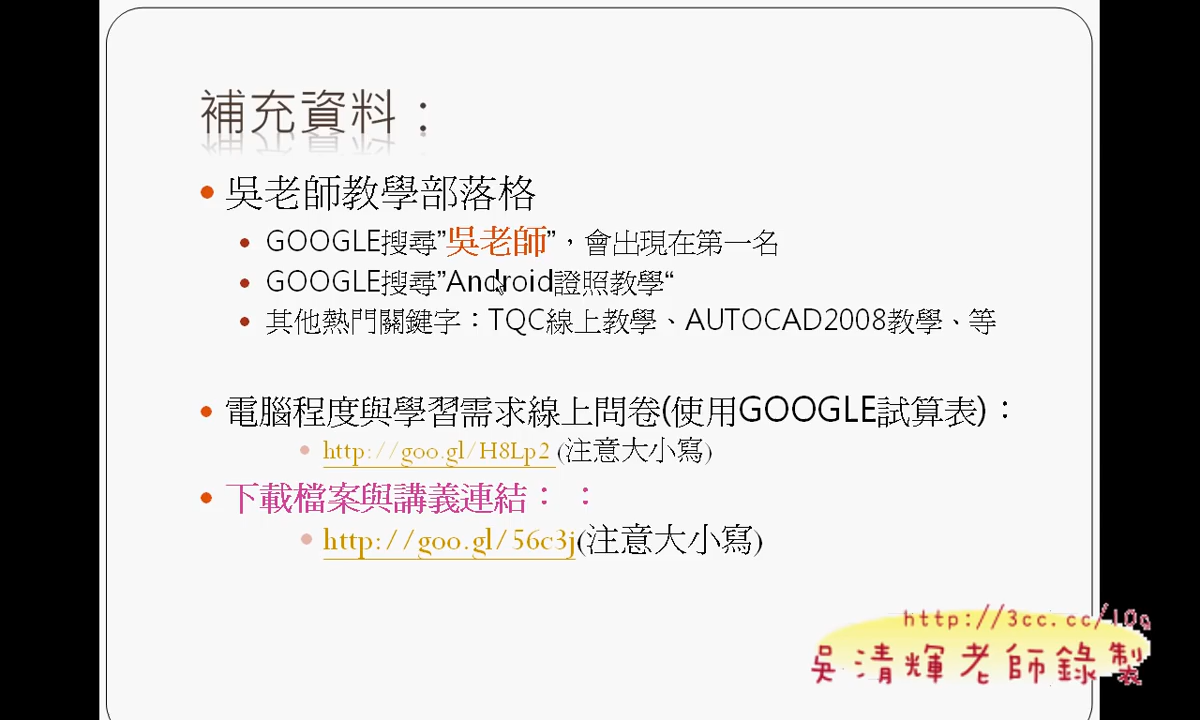 補充資料：
吳老師教學部落格
GOOGLE搜尋”吳老師”，會出現在第一名
GOOGLE搜尋”Android證照教學“
其他熱門關鍵字：TQC線上教學、AUTOCAD2008教學、等
電腦程度與學習需求線上問卷(使用GOOGLE試算表)：
http://goo.gl/H8Lp2 (注意大小寫)
下載檔案與講義連結： ：
http://goo.gl/56c3j(注意大小寫)
吳清輝老師錄製